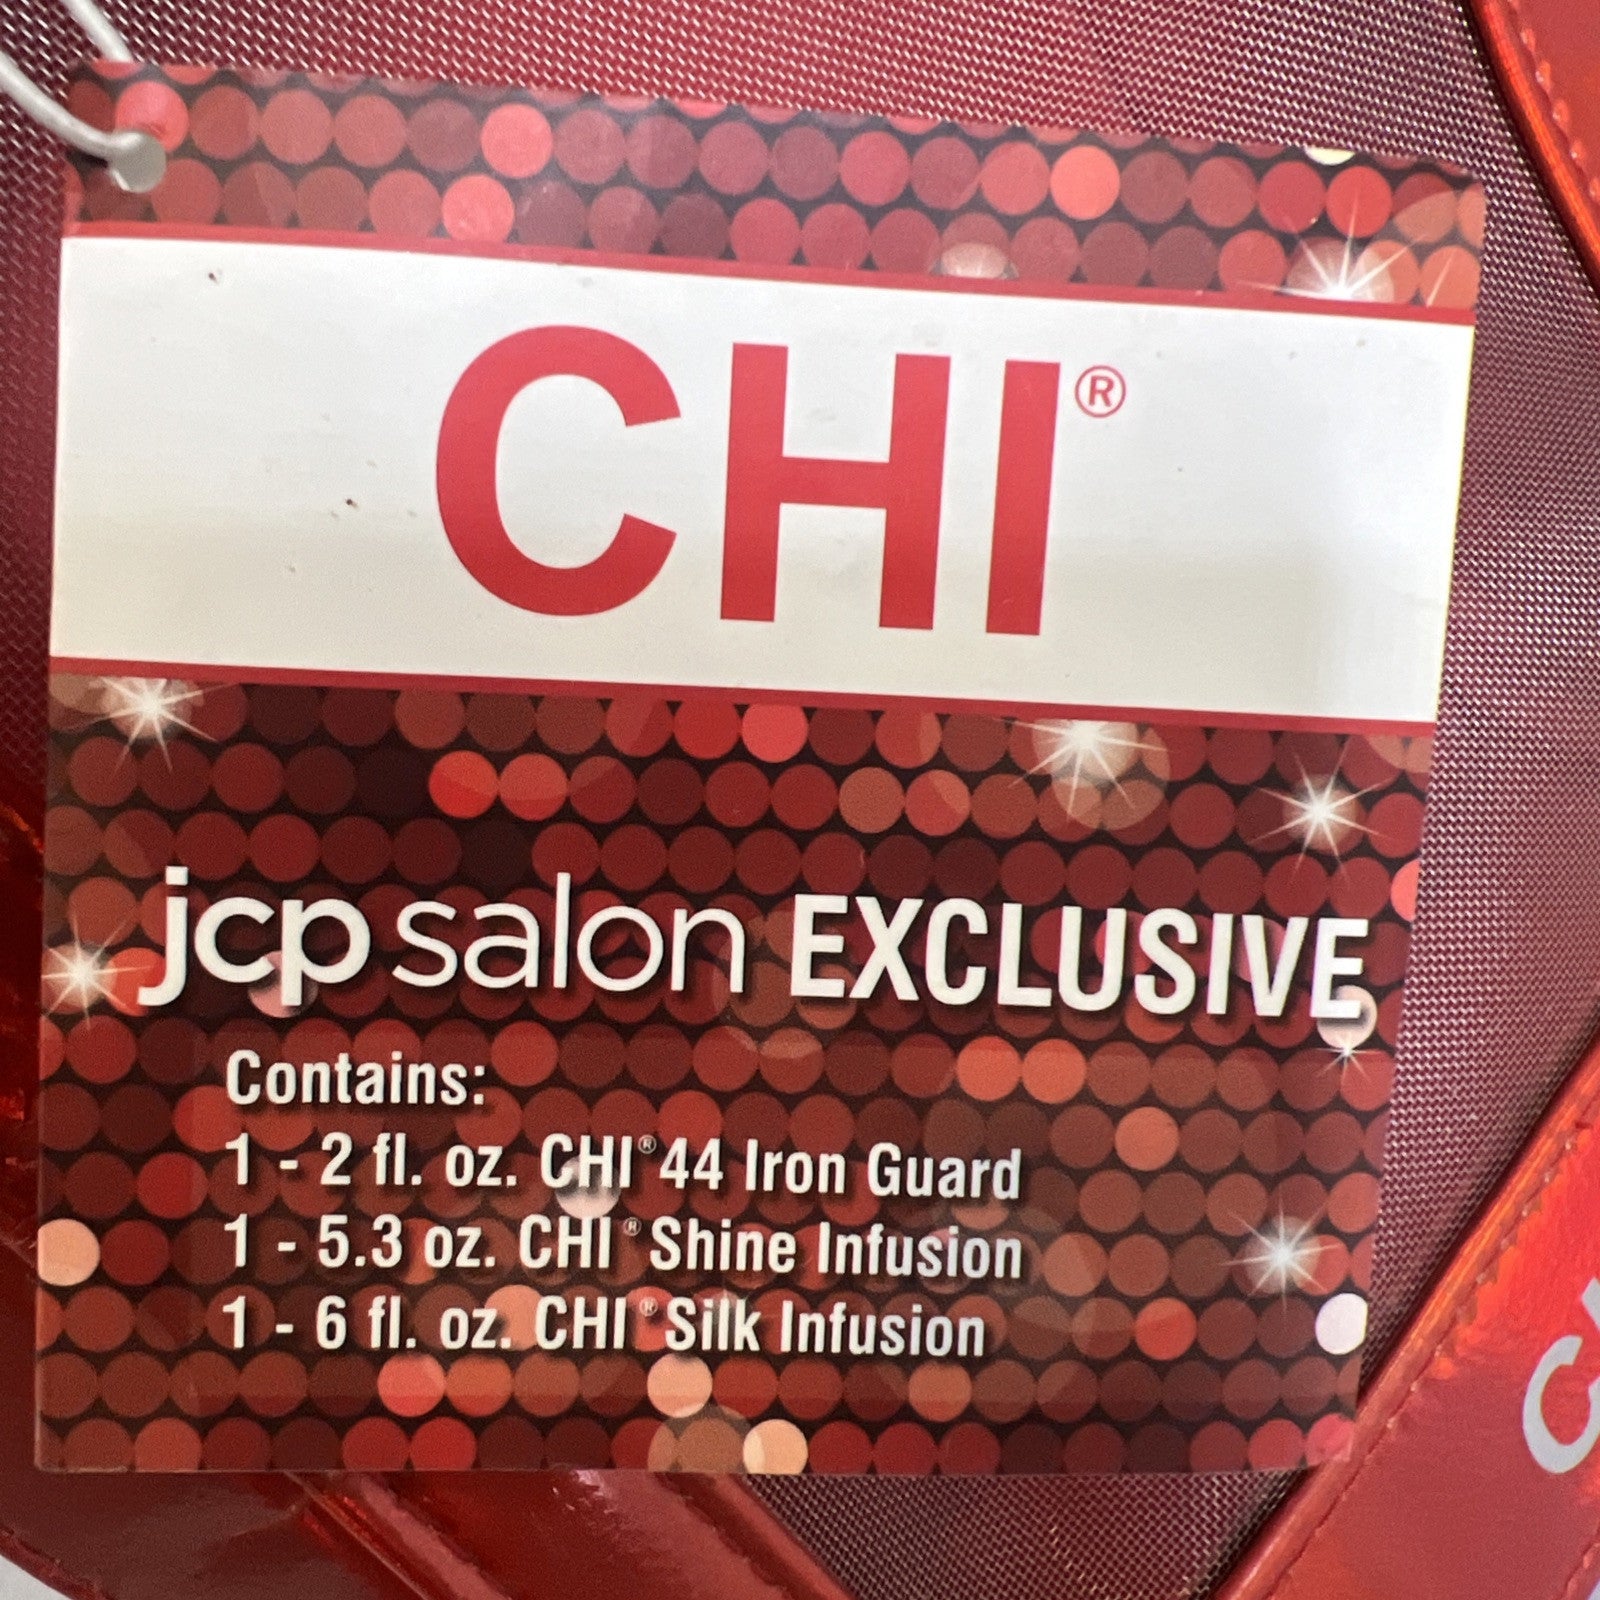 CHI®
jcp salon EXCLUSIVE
Contains:
1 - 2 fl. oz. CHI® 44 Iron Guard
1 - 5.3 oz. CHI® Shine Infusion
1 - 6 fl. oz. CHI® Silk Infusion